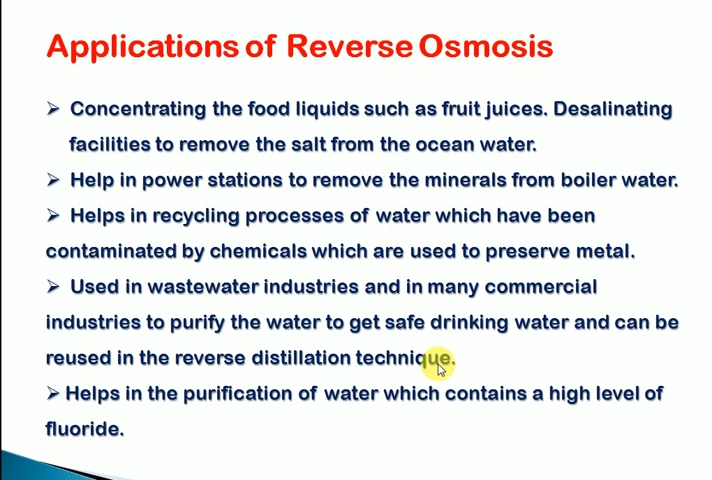 Applications of Reverse Osmosis
➢ Concentrating the food liquids such as fruit juices. Desalinating
facilities to remove the salt from the ocean water.
➢ Help in power stations to remove the minerals from boiler water.
➢ Helps in recycling processes of water which have been
contaminated by chemicals which are used to preserve metal.
➢ Used in wastewater industries and in many commercial
industries to purify the water to get safe drinking water and can be
reused in the reverse distillation technique.
➢ Helps in the purification of water which contains a high level of
fluoride.